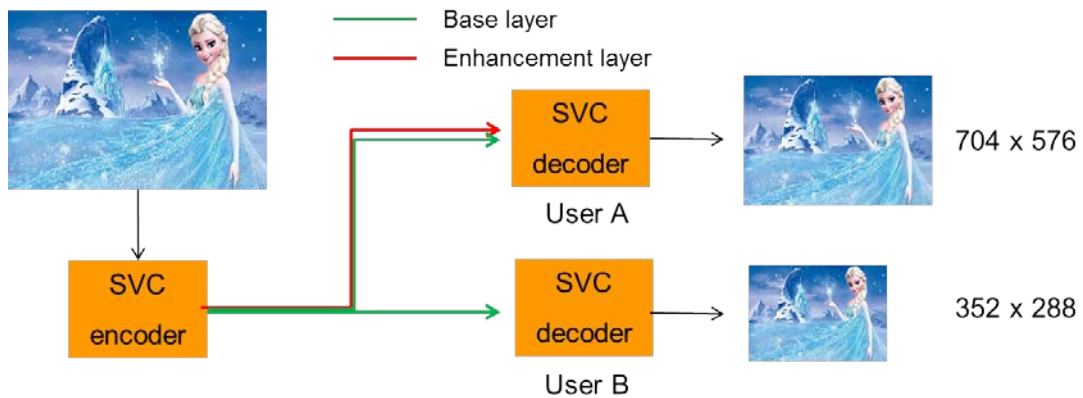 Base layer
Enhancement layer
SVC
decoder
User A
704 x 576
SVC
encoder
SVC
decoder
User B
352 x 288